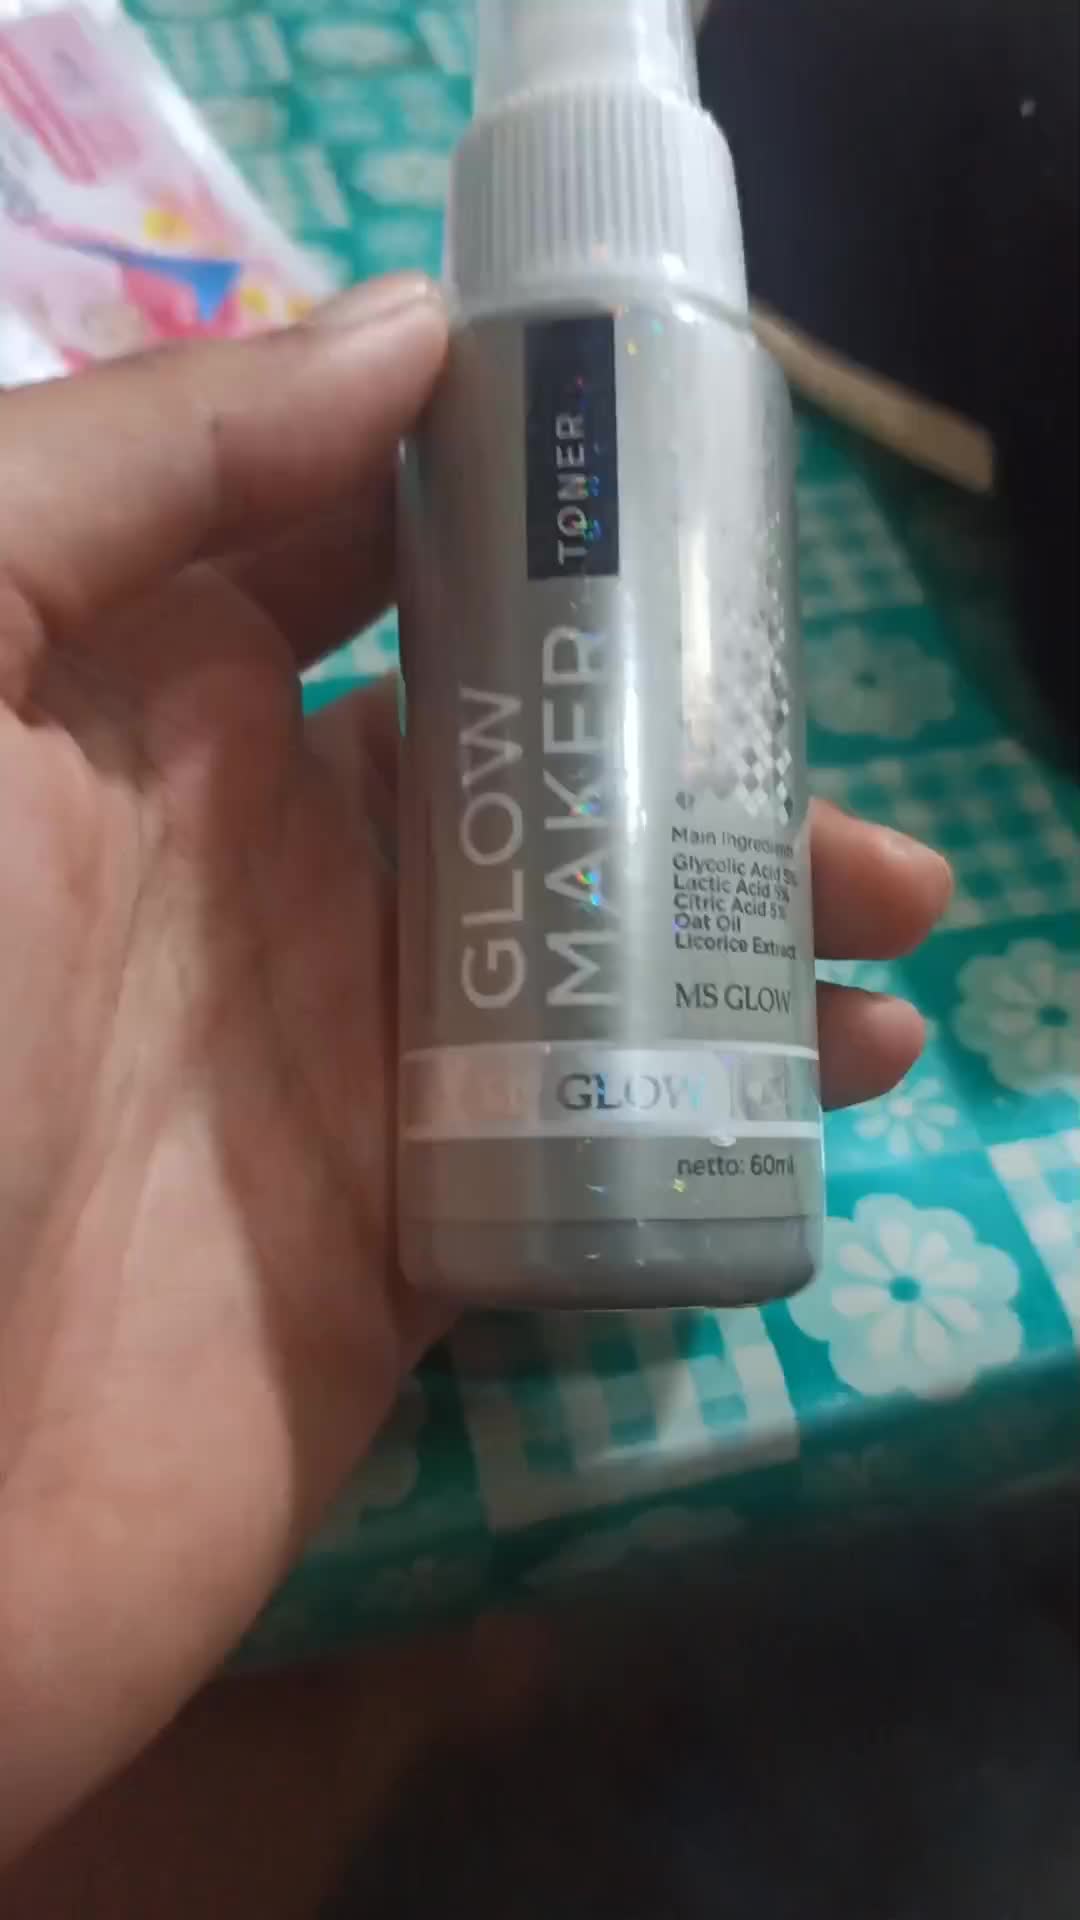 TONER
GLOW
MAKER
Main Ingredients
Glycolic Acid 5%
Lactic Acid 5%
Citric Acid 5%
Oat Oil
Licorice Extract
MS GLOW
GLOW
netto: 60ml